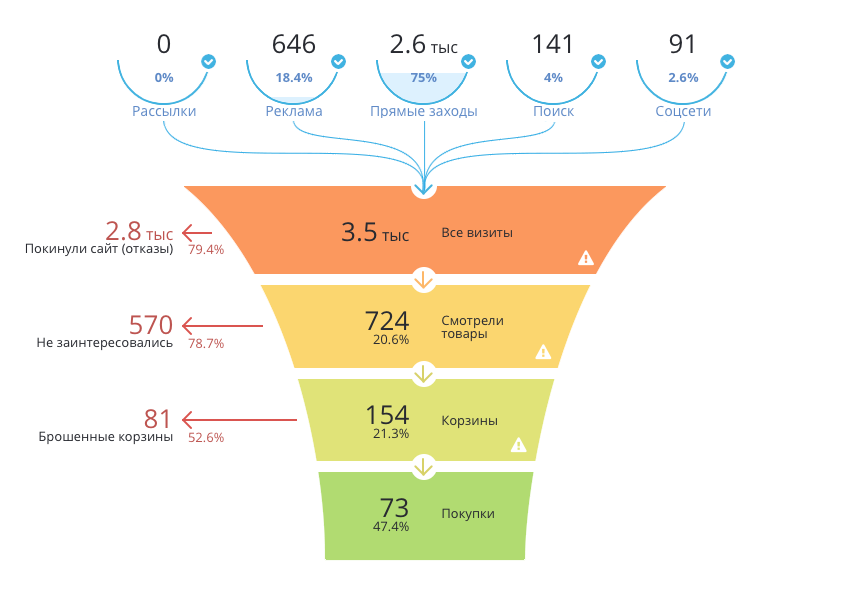 0 646 2.6 тыс 141 91
0% 18.4% 75% 4% 2.6%
Рассылки Реклама Прямые заходы Поиск Соцсети
2.8 тыс
Покинули сайт (отказы) 79.4%
3.5 тыс Все визиты
570
Не заинтересовались 78.7%
724 Смотрели
20.6% товары
81
Брошенные корзины 52.6%
154 Корзины
21.3%
73 Покупки
47.4%